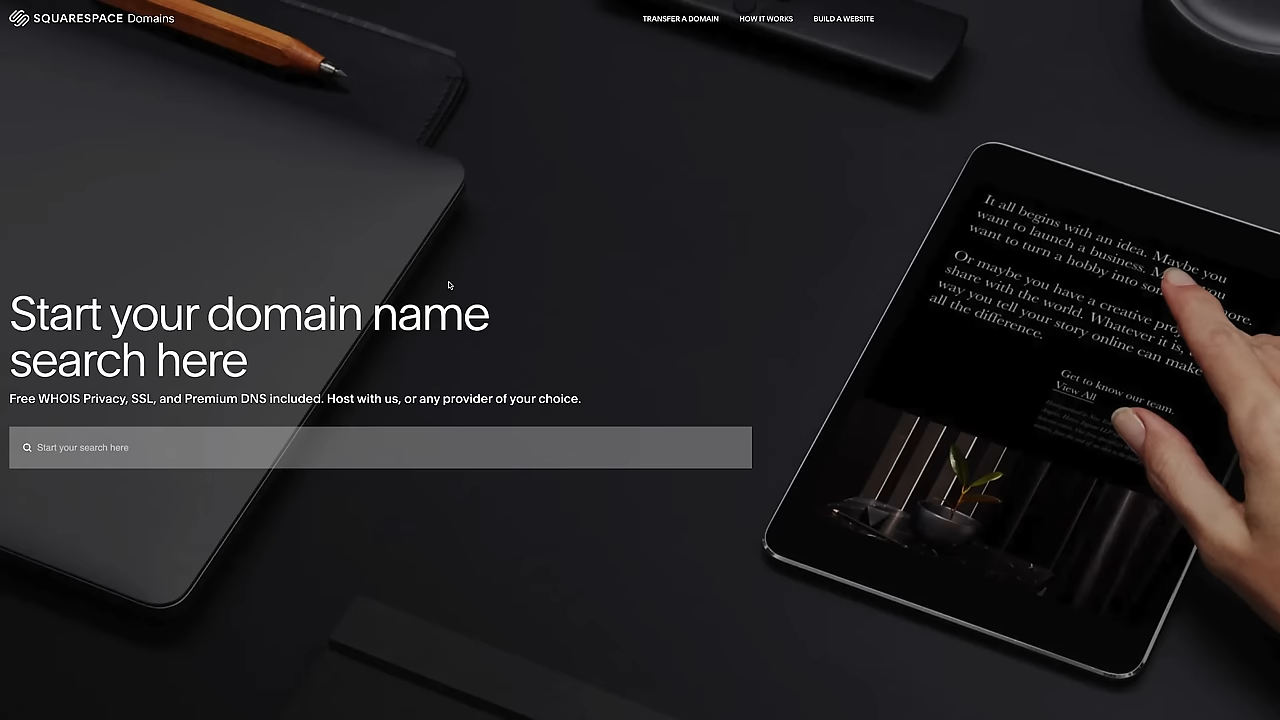 SQUARESPACE Domains
TRANSFER A DOMAIN
HOW IT WORKS
BUILD A WEBSITE
Start your domain name
search here
Free WHOIS Privacy, SSL, and Premium DNS included. Host with us, or any provider of your choice.
Start your search here
It all begins with an idea. Maybe you
want to launch a business. you
want to turn a hobby into
Or maybe you have a creative
share with the world. Whatever it is,
way you tell your story online can make
all the difference.
Get to know our team.
View All